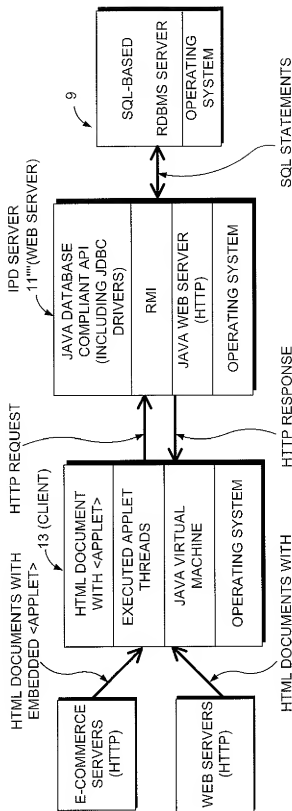 HTML DOCUMENTS WITH
EMBEDDED <APPLET>
E-COMMERCE
SERVERS
(HTTP)
WEB SERVERS
(HTTP)
HTML DOCUMENTS WITH
13 (CLIENT)
HTML DOCUMENT
WITH <APPLET>
EXECUTED APPLET
THREADS
JAVA VIRTUAL
MACHINE
OPERATING SYSTEM
HTTP REQUEST
HTTP RESPONSE
IPD SERVER
11""(WEB SERVER)
JAVA DATABASE
COMPLIANT API
(INCLUDING JDBC
DRIVERS)
RMI
JAVA WEB SERVER
(HTTP)
OPERATING SYSTEM
SQL STATEMENTS
9
SQL-BASED
RDBMS SERVER
OPERATING
SYSTEM